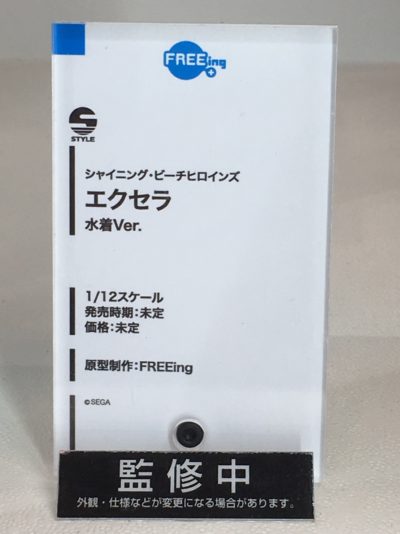 FREEing
S
STYLE
シャイニング・ビーチヒロインズ
エクセラ
水着Ver.
1/12スケール
発売時期：未定
価格：未定
原型制作：FREEing
©SEGA
監修中
外観・仕様などが変更になる場合があります。